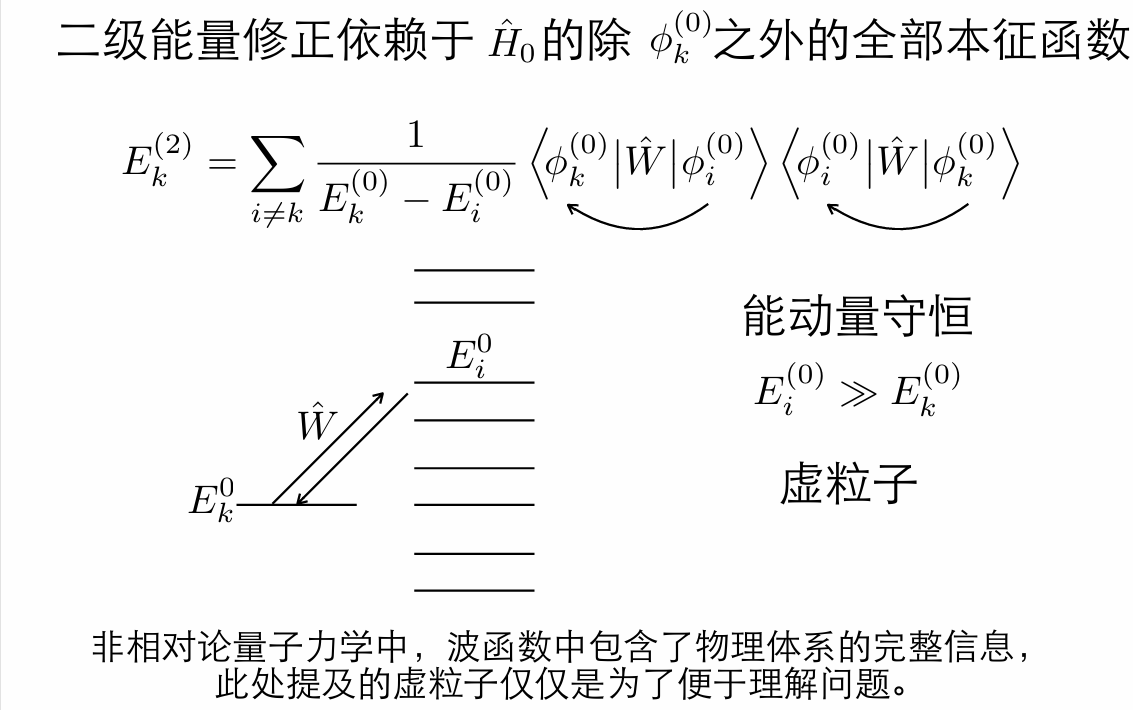 二级能量修正依赖于 $\hat{H}_0$ 的除 $\phi_k^{(0)}$ 之外的全部本征函数
$E_k^{(2)} = \sum_{i \neq k} \frac{1}{E_k^{(0)} - E_i^{(0)}} \left\langle \phi_k^{(0)} | \hat{W} | \phi_i^{(0)} \right\rangle \left\langle \phi_i^{(0)} | \hat{W} | \phi_k^{(0)} \right\rangle$
能动量守恒
$E_i^0$
$E_i^{(0)} \gg E_k^{(0)}$
$\hat{W}$
虚粒子
$E_k^0$
非相对论量子力学中，波函数中包含了物理体系的完整信息，
此处提及的虚粒子仅仅是为了便于理解问题。